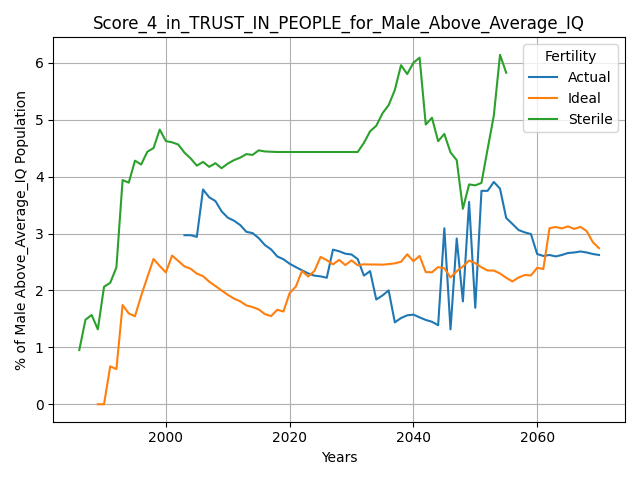 Score_4_in_TRUST_IN_PEOPLE_for_Male_Above_Average_IQ
% of Male Above_Average_IQ Population
6
5
4
3
2
1
0
Fertility
Actual
Ideal
Sterile
2000
2020
2040
2060
Years